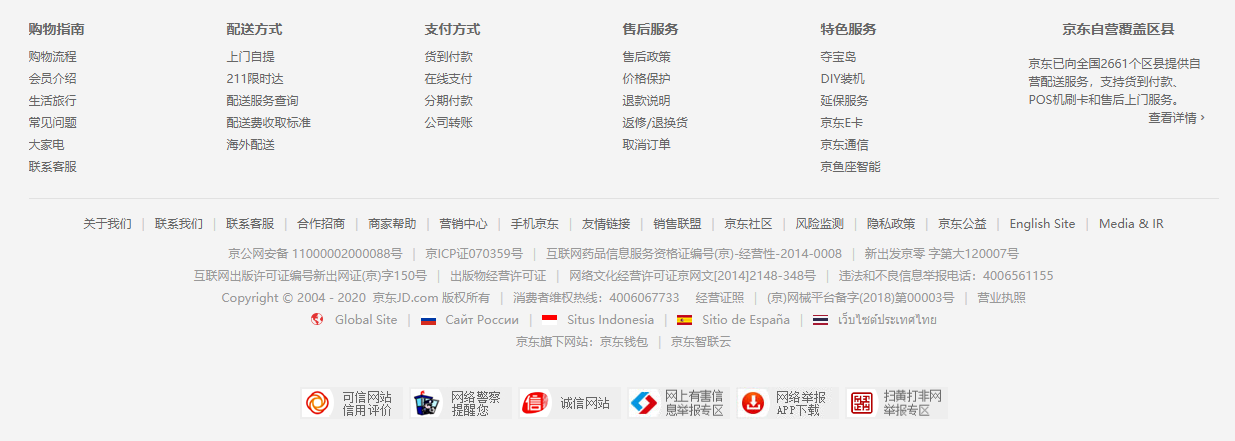 购物指南
购物流程
会员介绍
生活旅行
常见问题
大家电
联系客服
配送方式
上门自提
211限时达
配送服务查询
配送费收取标准
海外配送
支付方式
货到付款
在线支付
分期付款
公司转账
售后服务
售后政策
价格保护
退款说明
返修/退换货
取消订单
特色服务
夺宝岛
DIY装机
延保服务
京东E卡
京东通信
京鱼座智能
京东自营覆盖区县
京东已向全国2661个区县提供自
营配送服务，支持货到付款、
POS机刷卡和售后上门服务。
查看详情 ›
关于我们 | 联系我们 | 联系客服 | 合作招商 | 商家帮助 | 营销中心 | 手机京东 | 友情链接 | 销售联盟 | 京东社区 | 风险监测 | 隐私政策 | 京东公益 | English Site | Media & IR
京公网安备 11000002000088号 | 京ICP证070359号 | 互联网药品信息服务资格证编号(京)-经营性-2014-0008 | 新出发京零 字第大120007号
互联网出版许可证编号新出网证(京)字150号 | 出版物经营许可证 | 网络文化经营许可证京网文[2014]2148-348号 | 违法和不良信息举报电话：4006561155
Copyright © 2004 - 2020 京东JD.com 版权所有 | 消费者维权热线：4006067733 经营证照 | (京)网械平台备字(2018)第00003号 | 营业执照
Global Site | Сайт России | Situs Indonesia | Sitio de España | เว็บไซต์ประเทศไทย
京东旗下网站：京东钱包 | 京东智联云
可信网站
信用评价
网络警察
提醒您
诚信网站
网上有害信
息举报专区
网络举报
APP下载
扫黄打非网
举报专区